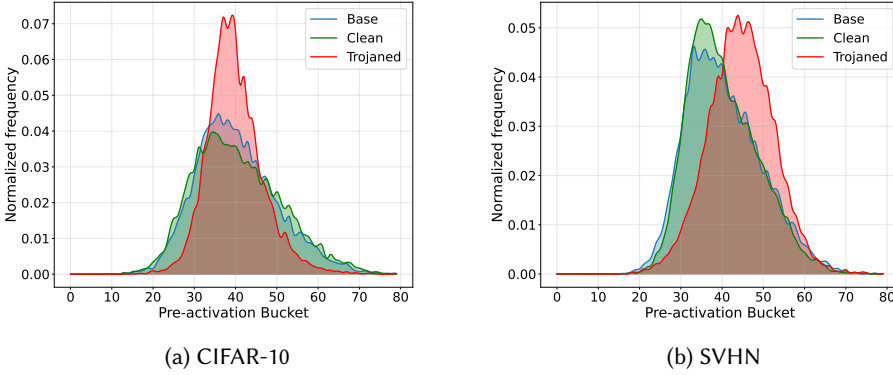 Normalized frequency
0.07
0.06
0.05
0.04
0.03
0.02
0.01
0.00
0 10 20 30 40 50 60 70 80
Pre-activation Bucket
Base
Clean
Trojaned
(a) CIFAR-10
Normalized frequency
0.05
0.04
0.03
0.02
0.01
0.00
0 10 20 30 40 50 60 70 80
Pre-activation Bucket
Base
Clean
Trojaned
(b) SVHN